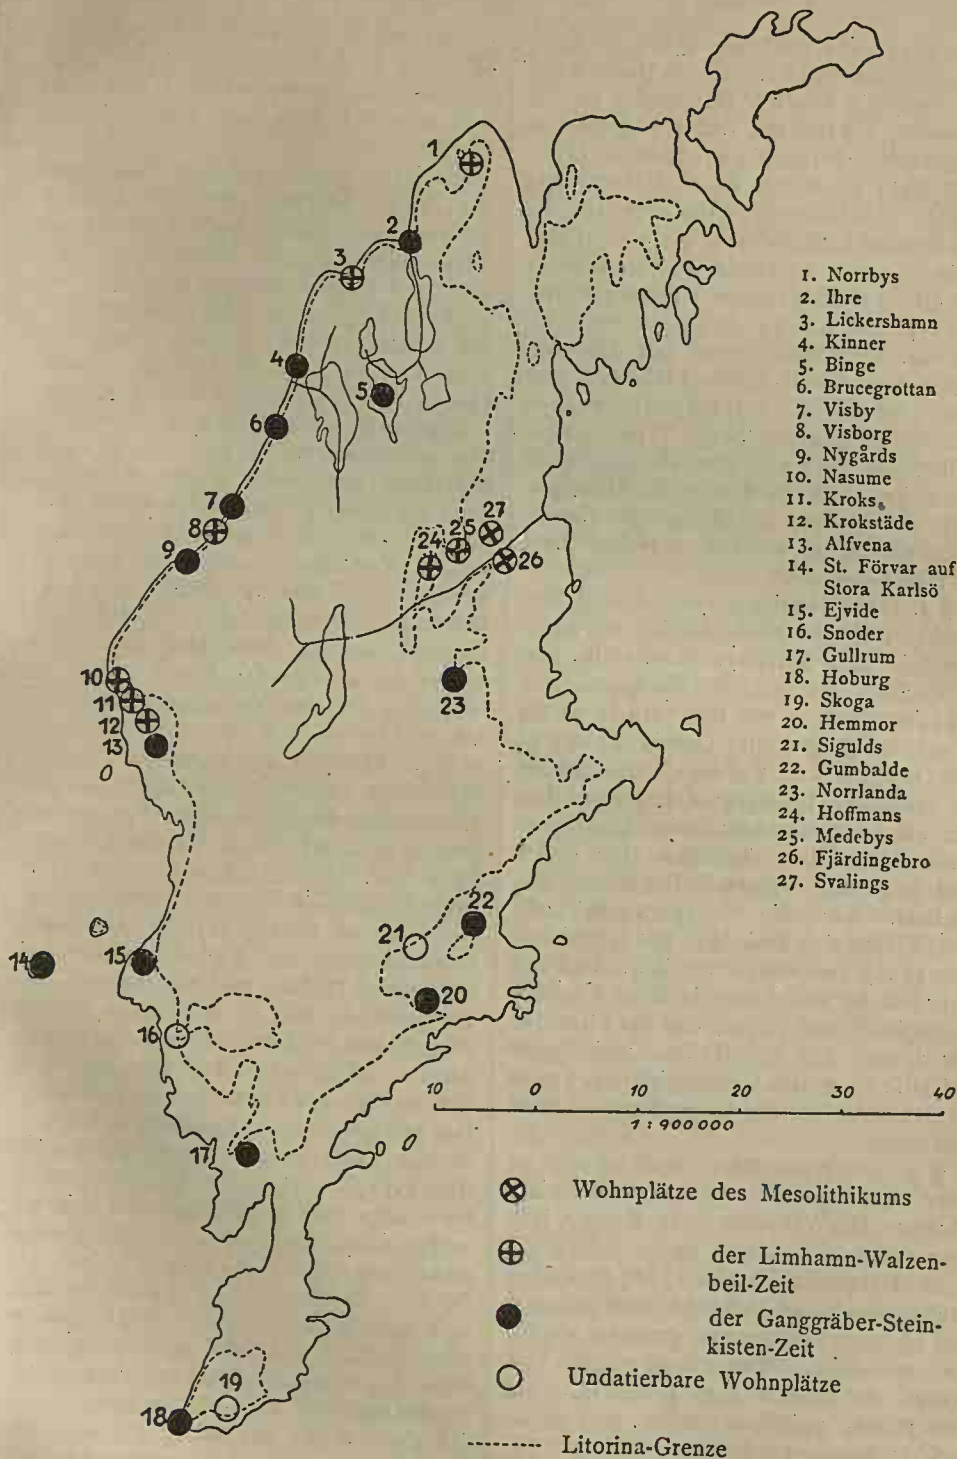 1
2
3
4
5
6
7
8
9
27
25
24
26
10
11
12
13
23
22
21
14
15
20
16
17
19
18
1. Norrbys
2. Ihre
3. Lickershamn
4. Kinner
5. Binge
6. Brucegrottan
7. Visby
8. Visborg
9. Nygårds
10. Nasume
11. Kroks
12. Krokstäde
13. Alfvena
14. St. Förvar auf
Stora Karlsö
15. Ejvide
16. Snoder
17. Gullrum
18. Hoburg
19. Skoga
20. Hemmor
21. Sigulds
22. Gumbalde
23. Norrlanda
24. Hoffmans
25. Medebys
26. Fjärdingebro
27. Svalings
10 0 10 20 30 40
1 : 900 000
Wohnplätze des Mesolithikums
der Limhamn-Walzen-
beil-Zeit
der Ganggräber-Stein-
kisten-Zeit
Undatierbare Wohnplätze
Litorina-Grenze